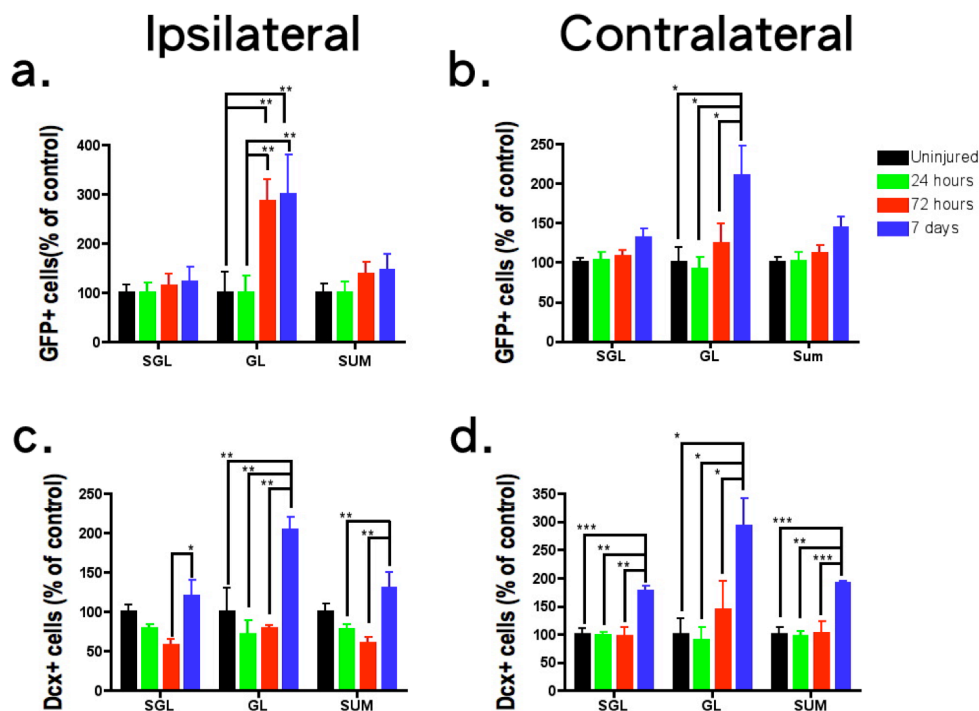 Ipsilateral
Contralateral
a.
GFP+ cells(% of control)
400
300
200
100
0
**
**
**
**
SGL
GL
SUM
b.
GFP+ cells (% of control)
250
200
150
100
50
0
*
*
*
SGL
GL
Sum
Uninjured
24 hours
72 hours
7 days
c.
Dcx+ cells (% of control)
250
200
150
100
50
0
*
**
**
**
**
**
SGL
GL
SUM
d.
Dcx+ cells (% of control)
350
300
250
200
150
100
50
0
***
**
**
*
*
*
***
**
***
SGL
GL
SUM